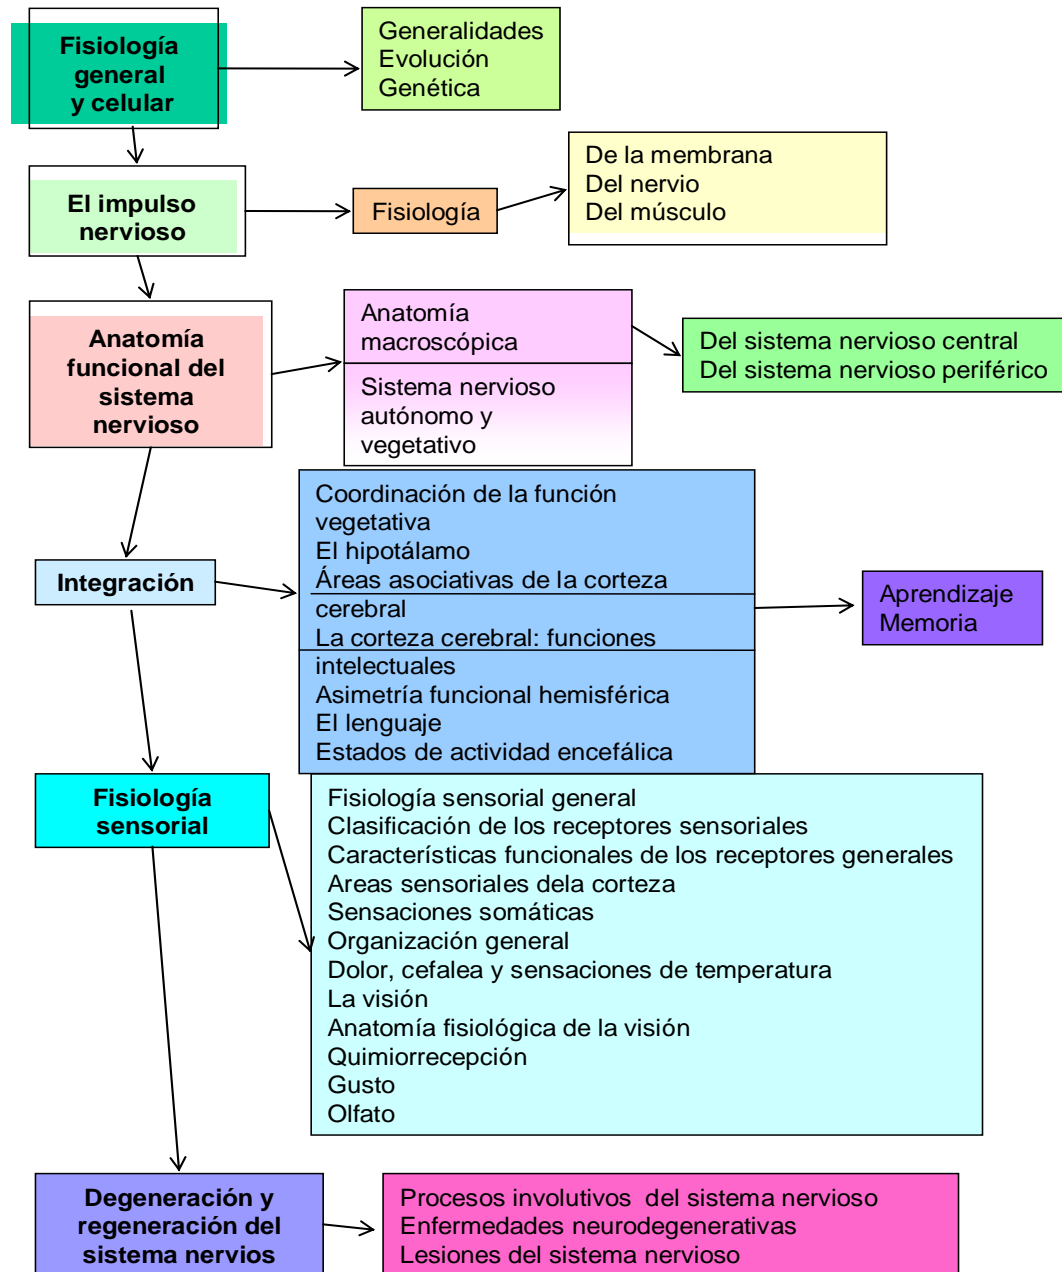 Fisiología
general
y celular
Generalidades
Evolución
Genética
El impulso
nervioso
Fisiología
De la membrana
Del nervio
Del músculo
Anatomía
funcional del
sistema
nervioso
Anatomía
macroscópica
Sistema nervioso
autónomo y
vegetativo
Del sistema nervioso central
Del sistema nervioso periférico
Integración
Coordinación de la función
vegetativa
El hipotálamo
Áreas asociativas de la corteza
cerebral
La corteza cerebral: funciones
intelectuales
Asimetría funcional hemisférica
El lenguaje
Estados de actividad encefálica
Aprendizaje
Memoria
Fisiología
sensorial
Fisiología sensorial general
Clasificación de los receptores sensoriales
Características funcionales de los receptores generales
Areas sensoriales dela corteza
Sensaciones somáticas
Organización general
Dolor, cefalea y sensaciones de temperatura
La visión
Anatomía fisiológica de la visión
Quimiorrecepción
Gusto
Olfato
Degeneración y
regeneración del
sistema nervios
Procesos involutivos  del sistema nervioso
Enfermedades neurodegenerativas
Lesiones del sistema nervioso